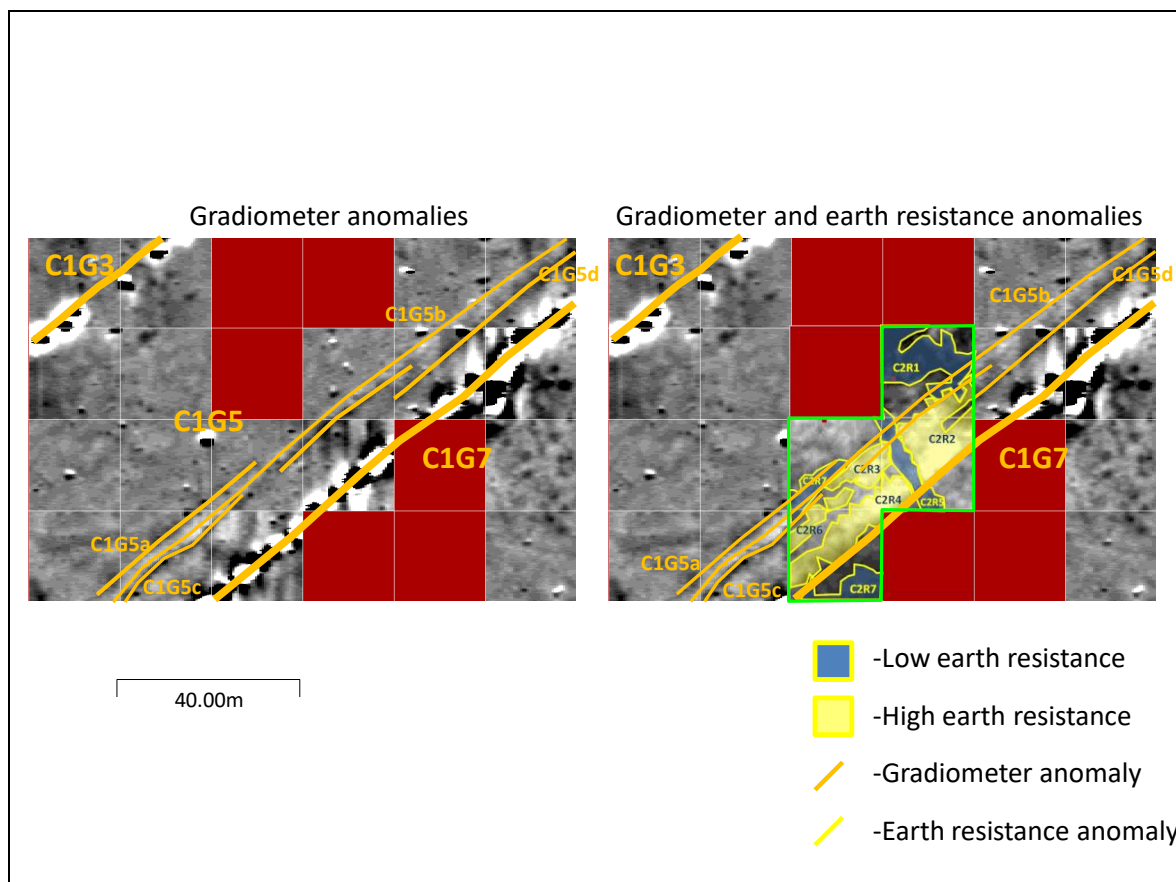 Gradiometer anomalies
C1G3
C1G5d
C1G5b
C1G5
C1G7
C1G5a
C1G5c
40.00m
Gradiometer and earth resistance anomalies
C1G3
C1G5d
C1G5b
C2R1
C2R2
C1G7
C2R3
C2R7
C2R4
C2R5
C2R6
C1G5a
C1G5c
C2R7
-Low earth resistance
-High earth resistance
-Gradiometer anomaly
-Earth resistance anomaly